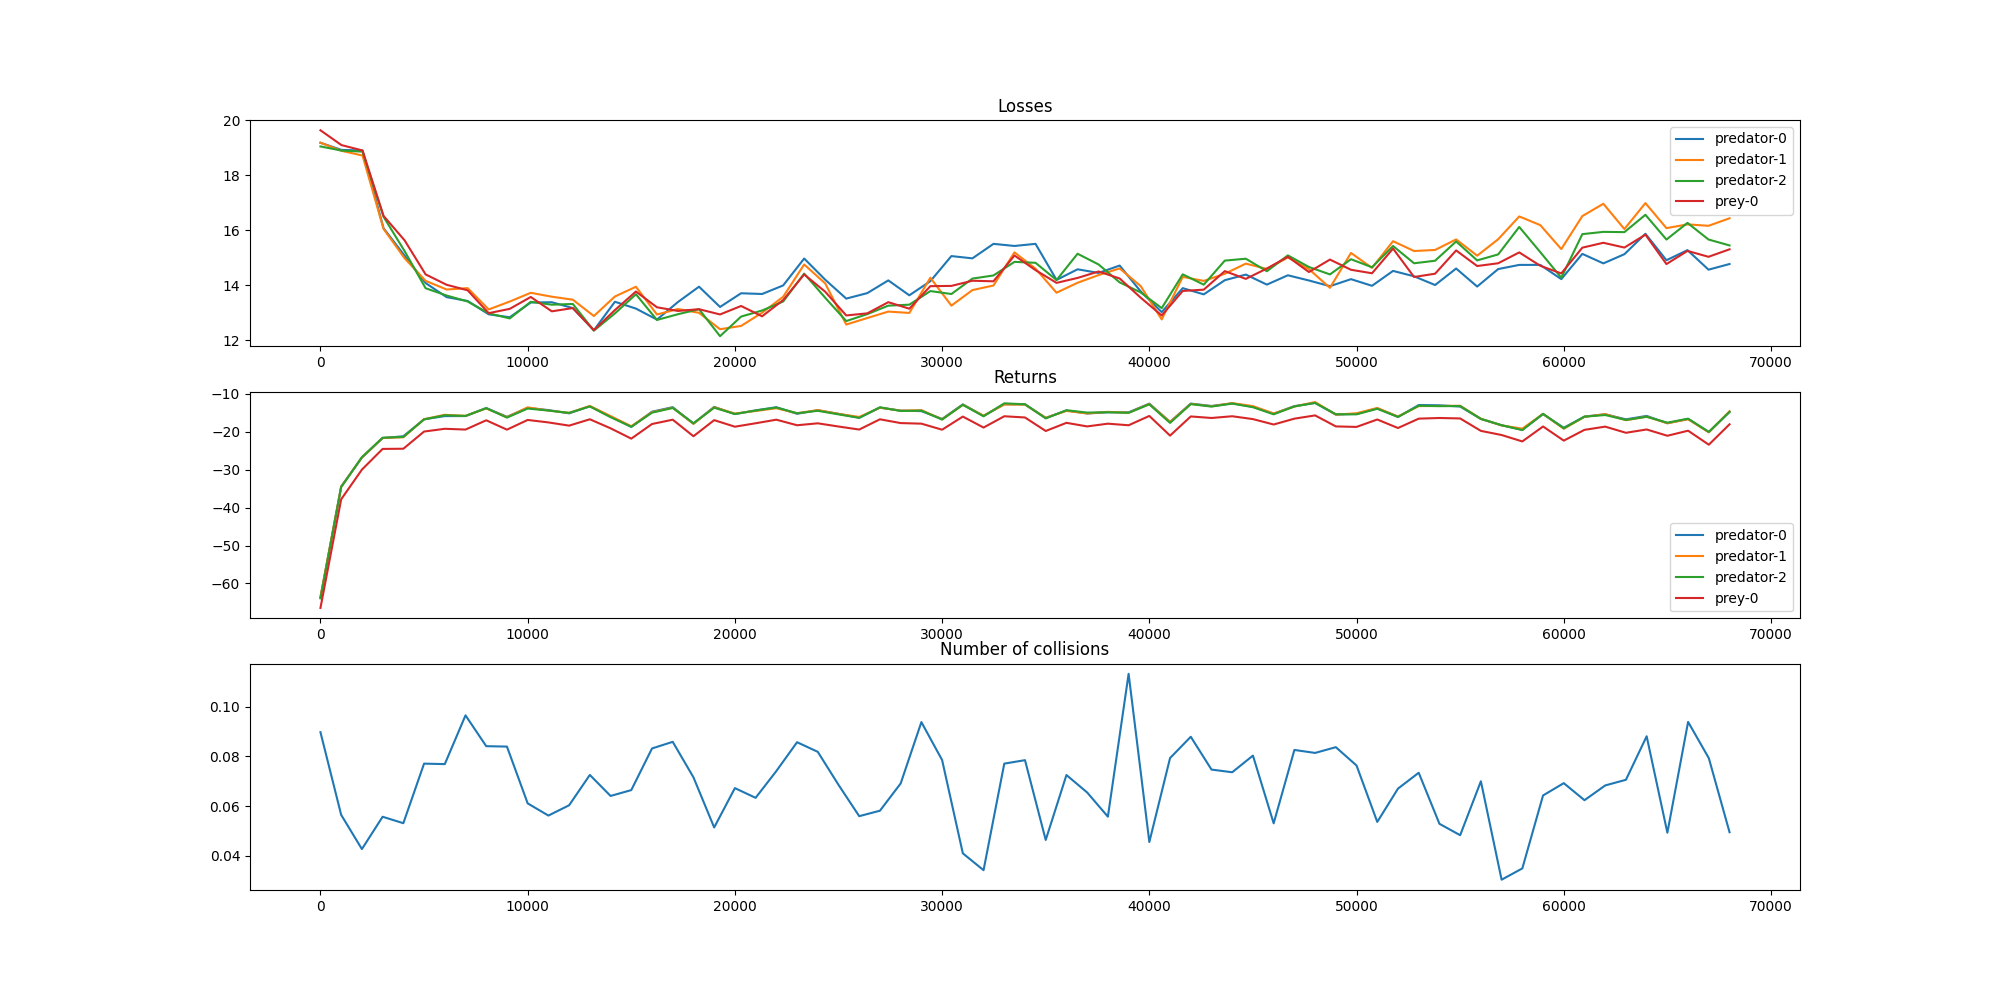 Losses
20
18
16
14
12
predator-0
predator-1
predator-2
prey-0
0 10000 20000 30000 40000 50000 60000 70000
Returns
−10
−20
−30
−40
−50
−60
predator-0
predator-1
predator-2
prey-0
0 10000 20000 30000 40000 50000 60000 70000
Number of collisions
0.10
0.08
0.06
0.04
0 10000 20000 30000 40000 50000 60000 70000